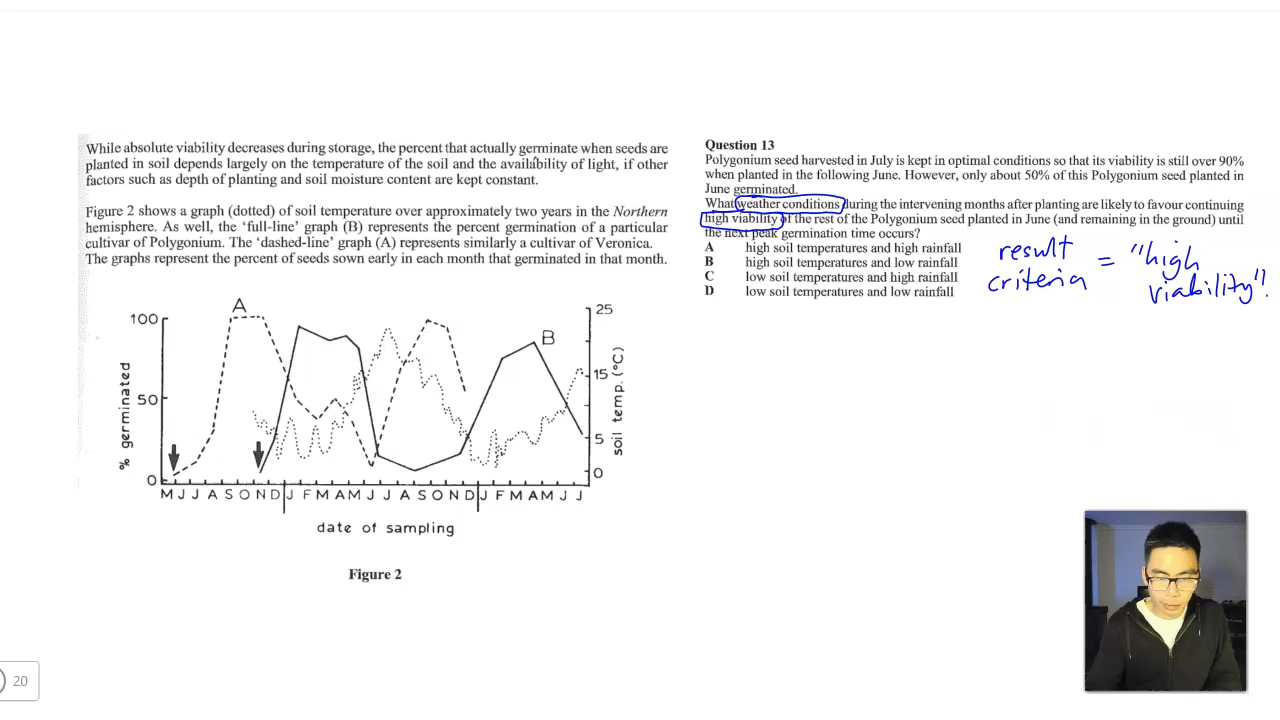 While absolute viability decreases during storage, the percent that actually germinate when seeds are
planted in soil depends largely on the temperature of the soil and the availability of light, if other
factors such as depth of planting and soil moisture content are kept constant.
Figure 2 shows a graph (dotted) of soil temperature over approximately two years in the Northern
hemisphere. As well, the 'full-line' graph (B) represents the percent germination of a particular
cultivar of Polygonium. The 'dashed-line' graph (A) represents similarly a cultivar of Veronica.
The graphs represent the percent of seeds sown early in each month that germinated in that month.
A
B
100
50
0
% germinated
25
15
5
0
soil temp. (°C)
M J J A S O N D J F M A M J J A S O N D J F M A M J J
date of sampling
Figure 2
Question 13
Polygonium seed harvested in July is kept in optimal conditions so that its viability is still over 90%
when planted in the following June. However, only about 50% of this Polygonium seed planted in
June germinated.
What weather conditions during the intervening months after planting are likely to favour continuing
high viability of the rest of the Polygonium seed planted in June (and remaining in the ground) until
the next peak germination time occurs?
A high soil temperatures and high rainfall
B high soil temperatures and low rainfall
C low soil temperatures and high rainfall
D low soil temperatures and low rainfall
result
criteria = "high
viability".
20